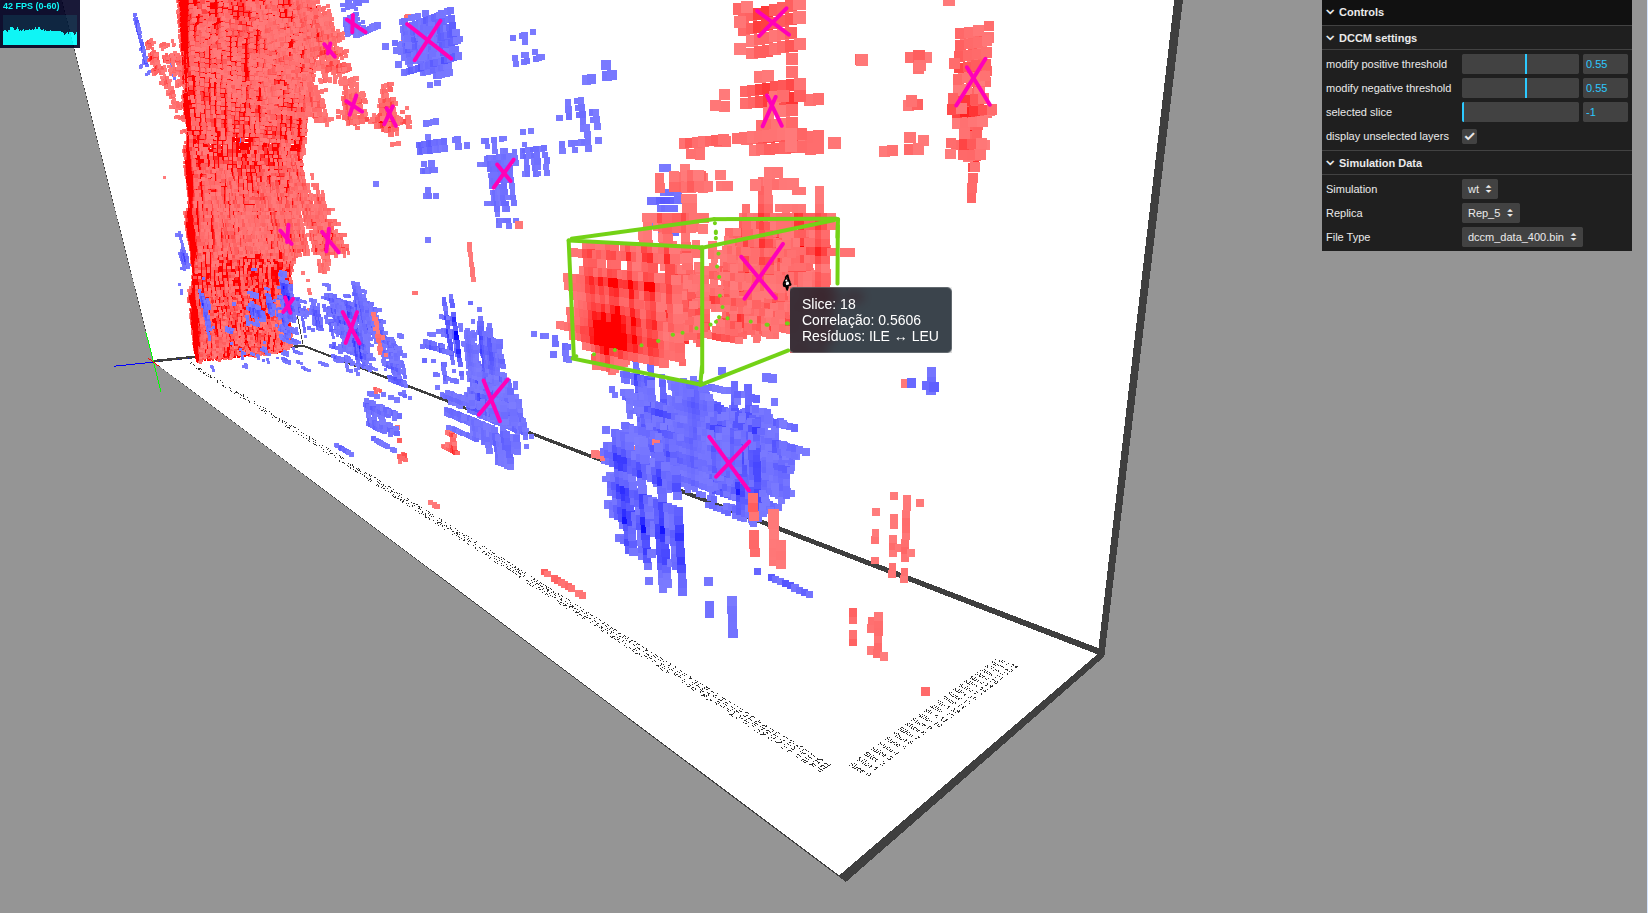 42 FPS (0-60)
Controls
DCCM settings
modify positive threshold 0.55
modify negative threshold 0.55
selected slice -1
display unselected layers
Simulation Data
Simulation wt
Replica Rep_5
File Type dccm_data_400.bin
Slice: 18
Correlação: 0.5606
Resíduos: ILE ↔ LEU